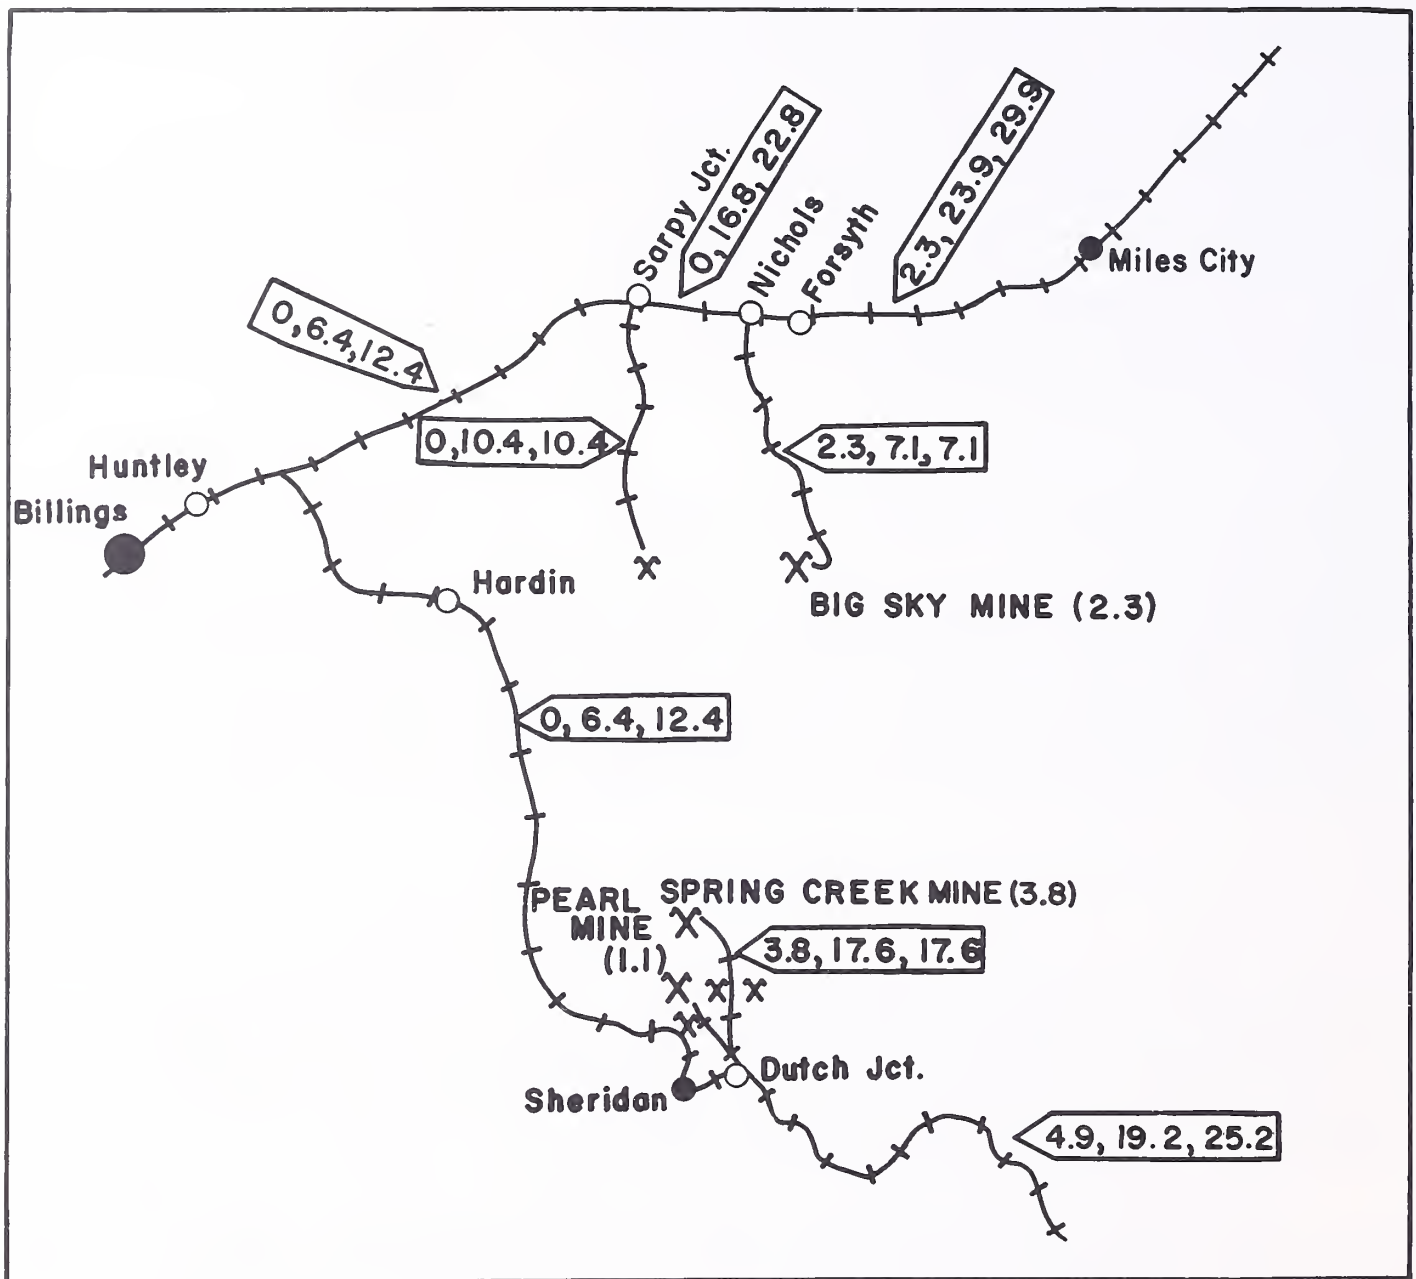 2.3, 23.9, 29.9
0, 16.8, 22.8
Sarpy Jct.
Nichols
Forsyth
Miles City
0,6.4,12.4
0,10.4,10.4
2.3, 7.1, 7.1
Huntley
Billings
Hardin
BIG SKY MINE (2.3)
0, 6.4, 12.4
SPRING CREEK MINE (3.8)
PEARL
MINE
(1.1)
3.8, 17.6, 17.6
Dutch Jct.
Sheridan
4.9, 19.2, 25.2